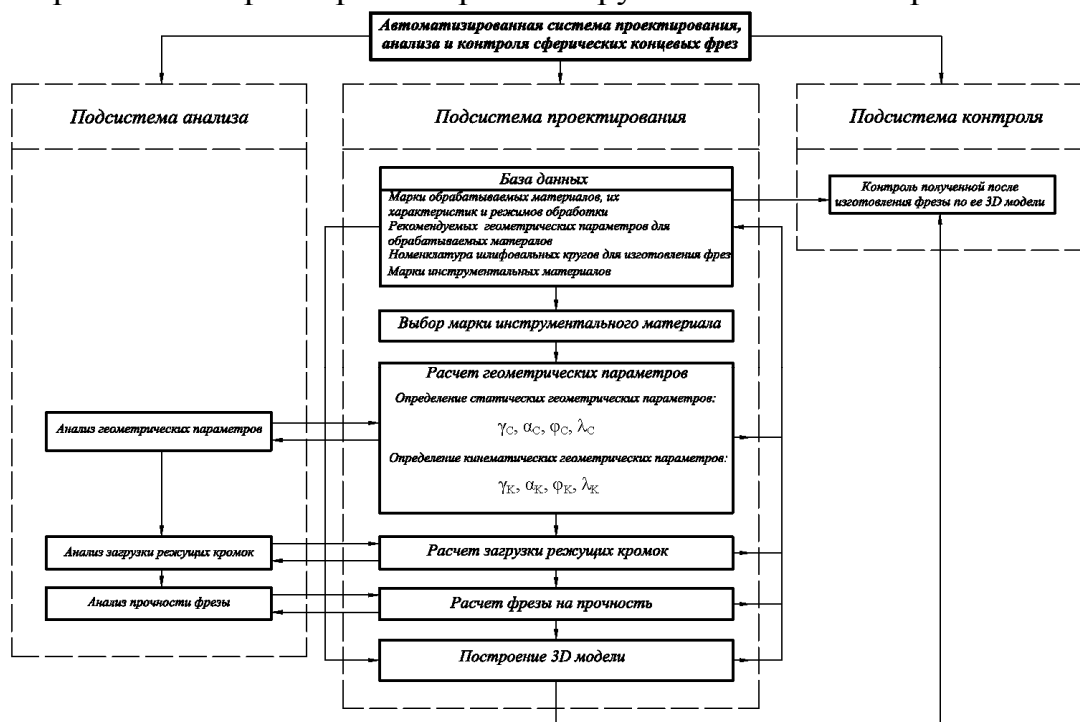 Автоматизированная система проектирования,
анализа и контроля сферических концевых фрез
Подсистема анализа
Подсистема проектирования
Подсистема контроля
База данных
Марки обрабатываемых материалов, их
характеристик и режимов обработки
Рекомендуемых геометрических параметров для
обрабатываемых матералов
Номенклатура шлифовальных кругов для изготовления фрез
Марки инструментальных материалов
Контроль полученной после
изготовления фрезы по ее 3D модели
Выбор марки инструментального материала
Расчет геометрических параметров
Определение статических геометрических параметров:
γC, αC, φC, λC
Определение кинематических геометрических параметров:
γK, αK, φK, λK
Анализ геометрических параметров
Анализ загрузки режущих кромок
Расчет загрузки режущих кромок
Анализ прочности фрезы
Расчет фрезы на прочность
Построение 3D модели